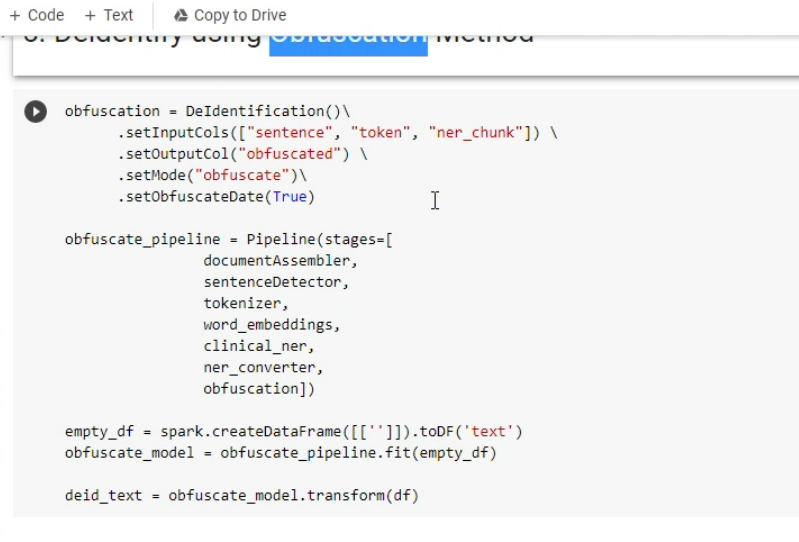 + Code + Text Copy to Drive
Deidentify using Obfuscation Method
obfuscation = DeIdentification()\
.setInputCols(["sentence", "token", "ner_chunk"]) \
.setOutputCol("obfuscated") \
.setMode("obfuscate")\
.setObfuscateDate(True)
obfuscate_pipeline = Pipeline(stages=[
documentAssembler,
sentenceDetector,
tokenizer,
word_embeddings,
clinical_ner,
ner_converter,
obfuscation])
empty_df = spark.createDataFrame([['']]).toDF('text')
obfuscate_model = obfuscate_pipeline.fit(empty_df)
deid_text = obfuscate_model.transform(df)